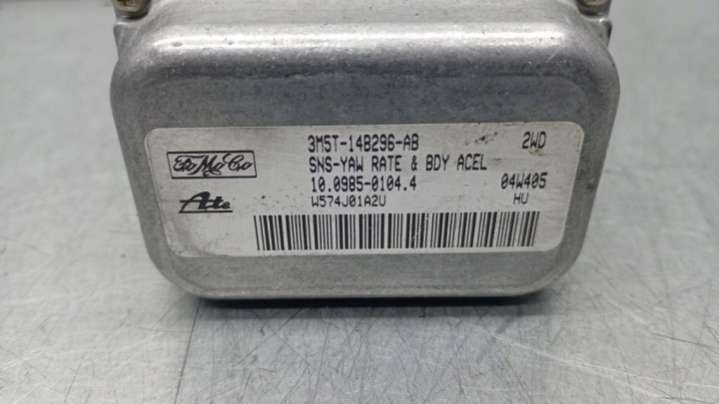 3M5T-14B296-AB 2WD
FoMoCo SNS-YAW RATE & BDY ACEL
10.0985-0104.4 04W405
Ate W574J01A2U HU